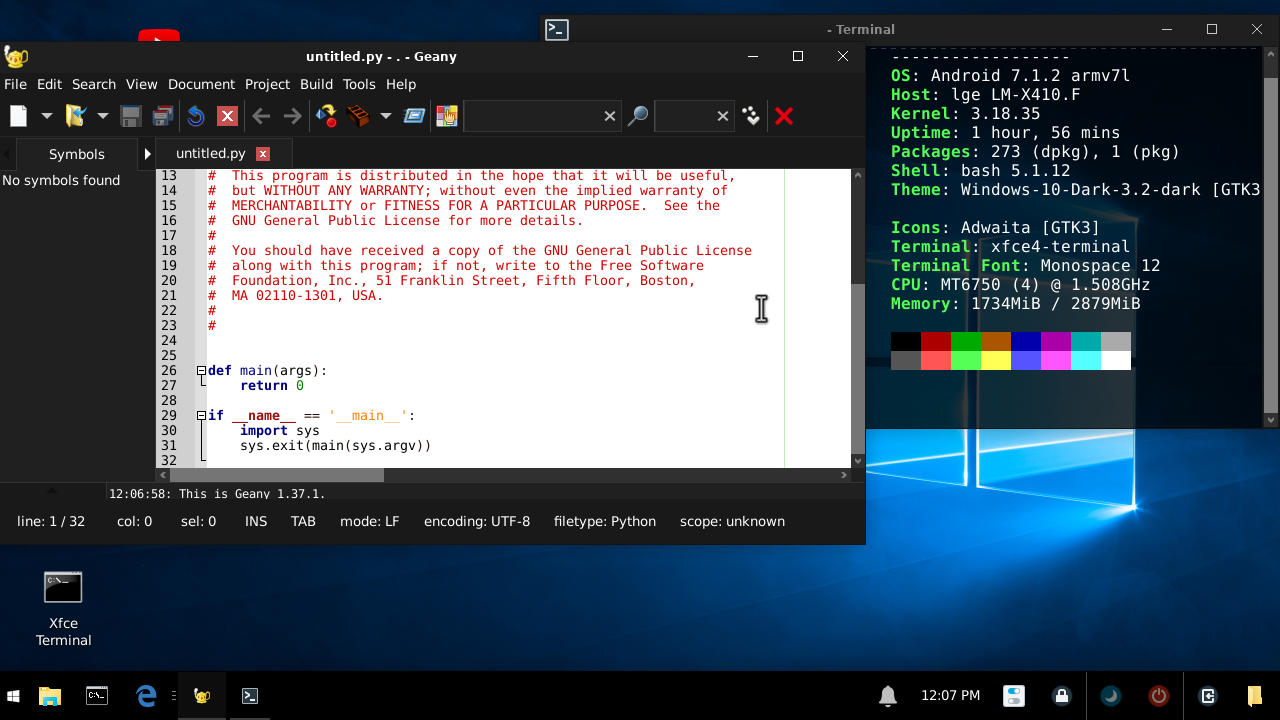 - Terminal
untitled.py - . - Geany
File Edit Search View Document Project Build Tools Help
Symbols
untitled.py
No symbols found
13 #  This program is distributed in the hope that it will be useful,
14 #  but WITHOUT ANY WARRANTY; without even the implied warranty of
15 #  MERCHANTABILITY or FITNESS FOR A PARTICULAR PURPOSE.  See the
16 #  GNU General Public License for more details.
17 #
18 #  You should have received a copy of the GNU General Public License
19 #  along with this program; if not, write to the Free Software
20 #  Foundation, Inc., 51 Franklin Street, Fifth Floor, Boston,
21 #  MA 02110-1301, USA.
22 #
23 #
24
25
26 def main(args):
27     return 0
28
29 if __name__ == '__main__':
30     import sys
31     sys.exit(main(sys.argv))
32
12:06:58: This is Geany 1.37.1.
line: 1 / 32 col: 0 sel: 0 INS TAB mode: LF encoding: UTF-8 filetype: Python scope: unknown
-----------------
OS: Android 7.1.2 armv7l
Host: lge LM-X410.F
Kernel: 3.18.35
Uptime: 1 hour, 56 mins
Packages: 273 (dpkg), 1 (pkg)
Shell: bash 5.1.12
Theme: Windows-10-Dark-3.2-dark [GTK3
Icons: Adwaita [GTK3]
Terminal: xfce4-terminal
Terminal Font: Monospace 12
CPU: MT6750 (4) @ 1.508GHz
Memory: 1734MiB / 2879MiB
Xfce
Terminal
12:07 PM